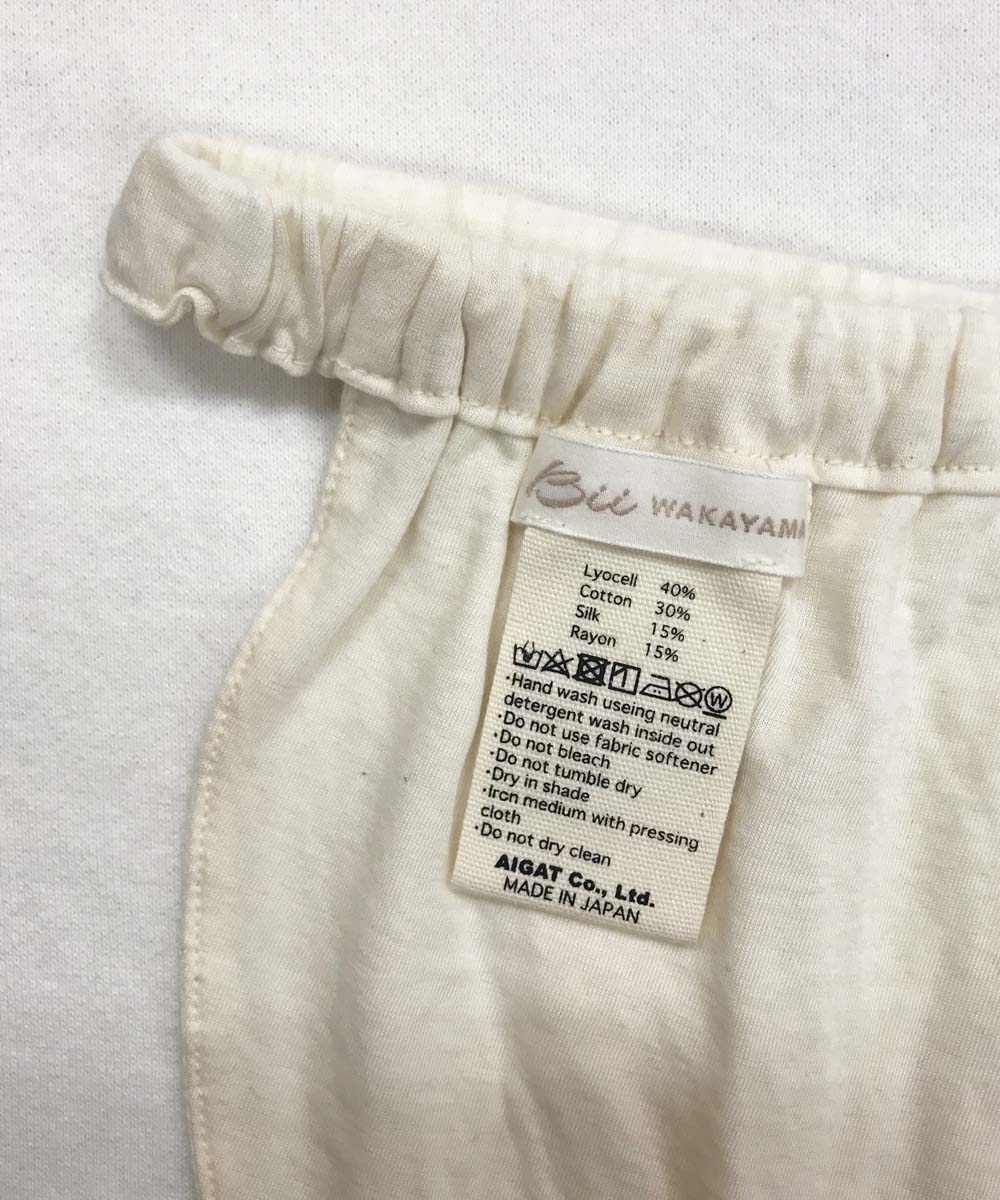 Bii WAKAYAMA
Lyocell 40%
Cotton 30%
Silk 15%
Rayon 15%
W
·Hand wash useing neutral
detergent wash inside out
·Do not use fabric softener
·Do not bleach
·Do not tumble dry
·Dry in shade
·Iron medium with pressing
cloth
·Do not dry clean
AIGAT Co., Ltd.
MADE IN JAPAN